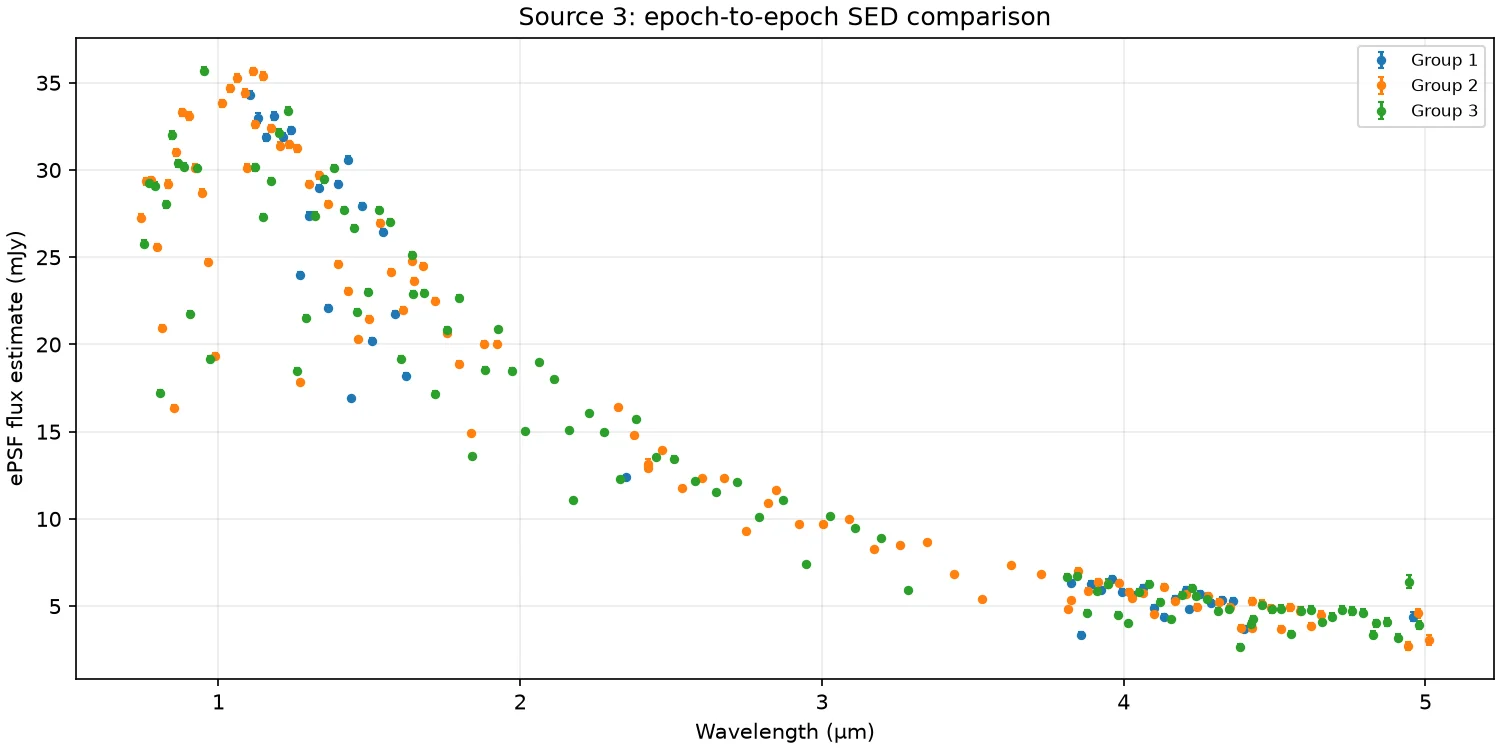 Source 3: epoch-to-epoch SED comparison
ePSF flux estimate (mJy)
35
30
25
20
15
10
5
Group 1
Group 2
Group 3
1
2
3
4
5
Wavelength (μm)